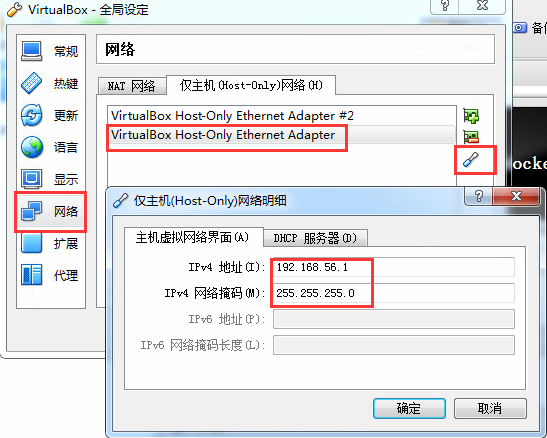 VirtualBox - 全局设定
备份
常规
热键
更新
语言
显示
网络
扩展
代理
网络
NAT 网络
仅主机(Host-Only)网络(H)
VirtualBox Host-Only Ethernet Adapter #2
VirtualBox Host-Only Ethernet Adapter
ocke
仅主机(Host-Only)网络明细
主机虚拟网络界面(A)
DHCP 服务器(D)
IPv4 地址(I): 192.168.56.1
IPv4 网络掩码(M): 255.255.255.0
IPv6 地址(P):
IPv6 网络掩码长度(L):
确定
取消